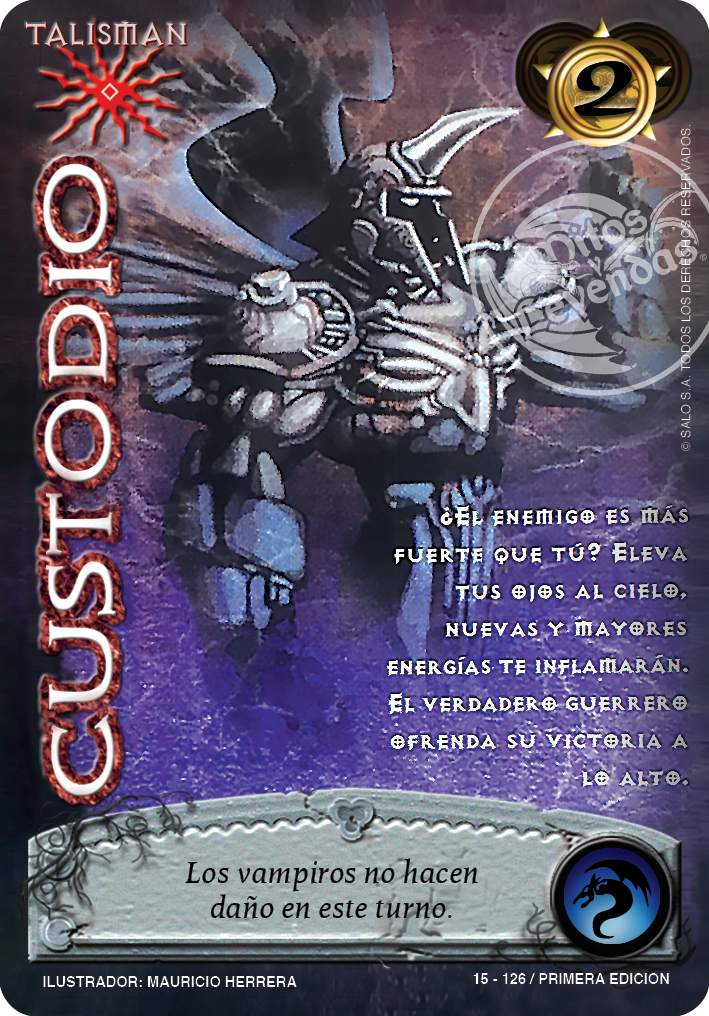 TALISMAN
2
CUSTODIO
Mitos
y
Leyendas
®
© SALO S.A. TODOS LOS DERECHOS RESERVADOS.
¿El enemigo es más
fuerte que tú? Eleva
tus ojos al cielo,
nuevas y mayores
energías te inflamarán.
El verdadero guerrero
ofrenda su victoria a
lo alto.
Los vampiros no hacen
daño en este turno.
ILUSTRADOR: MAURICIO HERRERA
15 - 126 / PRIMERA EDICION